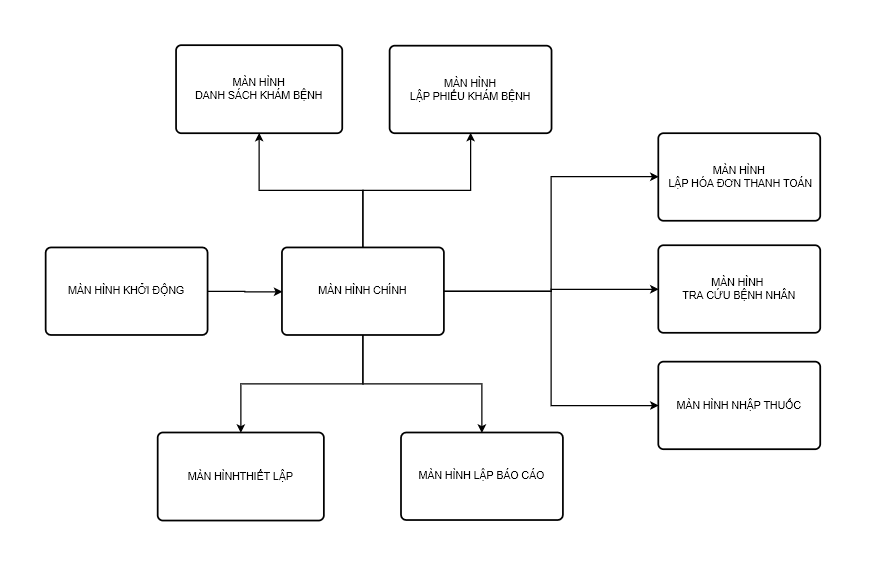 MÀN HÌNH
DANH SÁCH KHÁM BỆNH
MÀN HÌNH
LẬP PHIẾU KHÁM BỆNH
MÀN HÌNH
LẬP HÓA ĐƠN THANH TOÁN
MÀN HÌNH KHỞI ĐỘNG
MÀN HÌNH CHÍNH
MÀN HÌNH
TRA CỨU BỆNH NHÂN
MÀN HÌNH NHẬP THUỐC
MÀN HÌNHTHIẾT LẬP
MÀN HÌNH LẬP BÁO CÁO